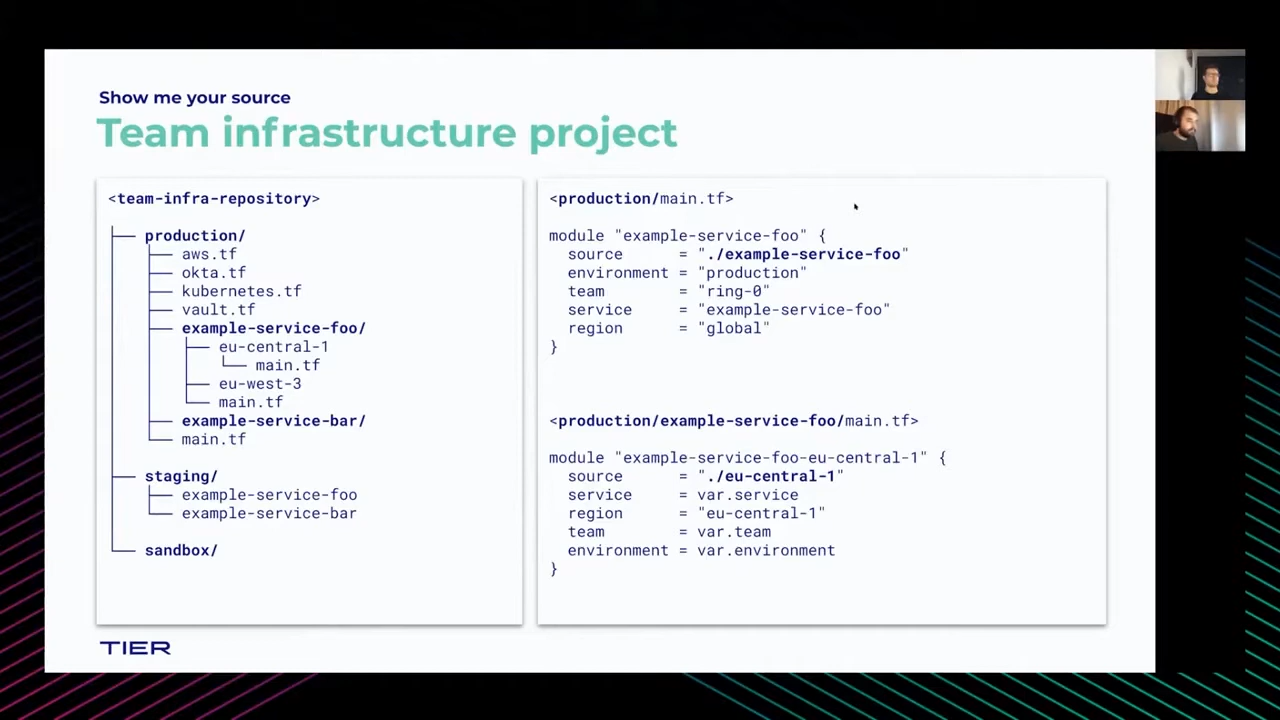 Show me your source
Team infrastructure project
<team-infra-repository>
production/
aws.tf
okta.tf
kubernetes.tf
vault.tf
example-service-foo/
eu-central-1
main.tf
eu-west-3
main.tf
example-service-bar/
main.tf
staging/
example-service-foo
example-service-bar
sandbox/
<production/main.tf>
module "example-service-foo" {
source = "./example-service-foo"
environment = "production"
team = "ring-0"
service = "example-service-foo"
region = "global"
}
<production/example-service-foo/main.tf>
module "example-service-foo-eu-central-1" {
source = "./eu-central-1"
service = var.service
region = "eu-central-1"
team = var.team
environment = var.environment
}
TIER